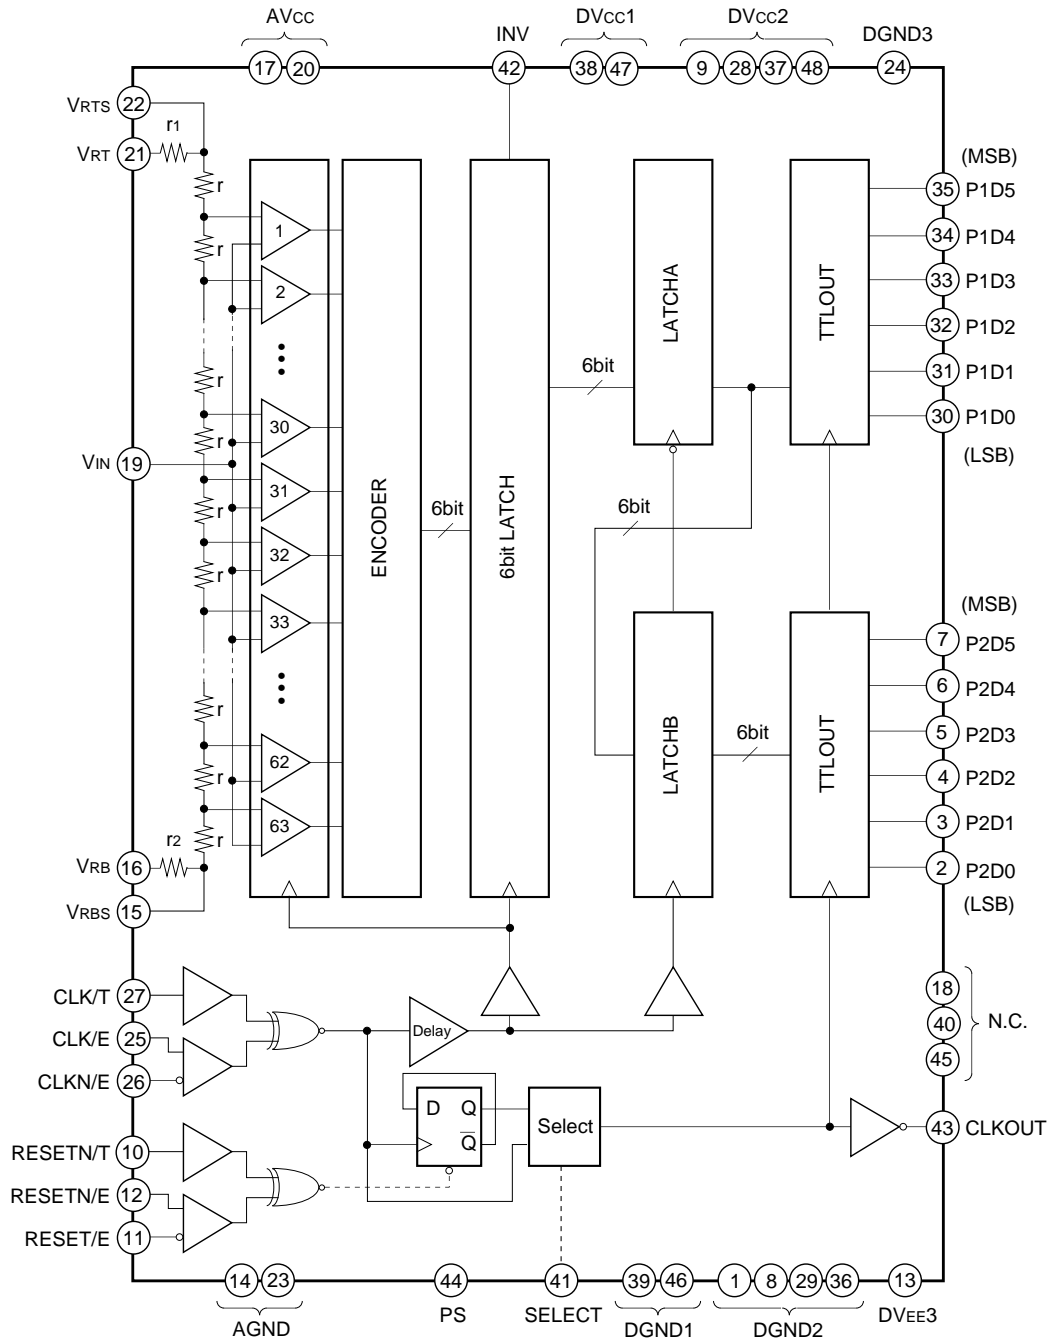 AVCC
INV
DVCC1
DVCC2
DGND3
17 20 42 38 47 9 28 37 48 24
VRTS 22
VRT 21 r1
r
r
r
r
r
r
r
r
r
VIN 19
VRB 16 r2
VRBS 15
1
2
30
31
32
33
62
63
ENCODER
6bit
6bit LATCH
6bit
LATCHA
6bit
LATCHB
6bit
TTLOUT
TTLOUT
(MSB)
35 P1D5
34 P1D4
33 P1D3
32 P1D2
31 P1D1
30 P1D0
(LSB)
(MSB)
7 P2D5
6 P2D4
5 P2D3
4 P2D2
3 P2D1
2 P2D0
(LSB)
18
40
45
N.C.
CLK/T 27
CLK/E 25
CLKN/E 26
Delay
D Q
Q̅
Select
43 CLKOUT
RESETN/T 10
RESETN/E 12
RESET/E 11
14 23 44 41 39 46 1 8 29 36 13
AGND
PS
SELECT
DGND1
DGND2
DVEE3